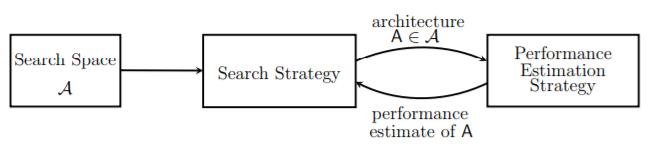 Search Space
𝒜
Search Strategy
architecture
A ∈ 𝒜
performance
estimate of A
Performance
Estimation
Strategy